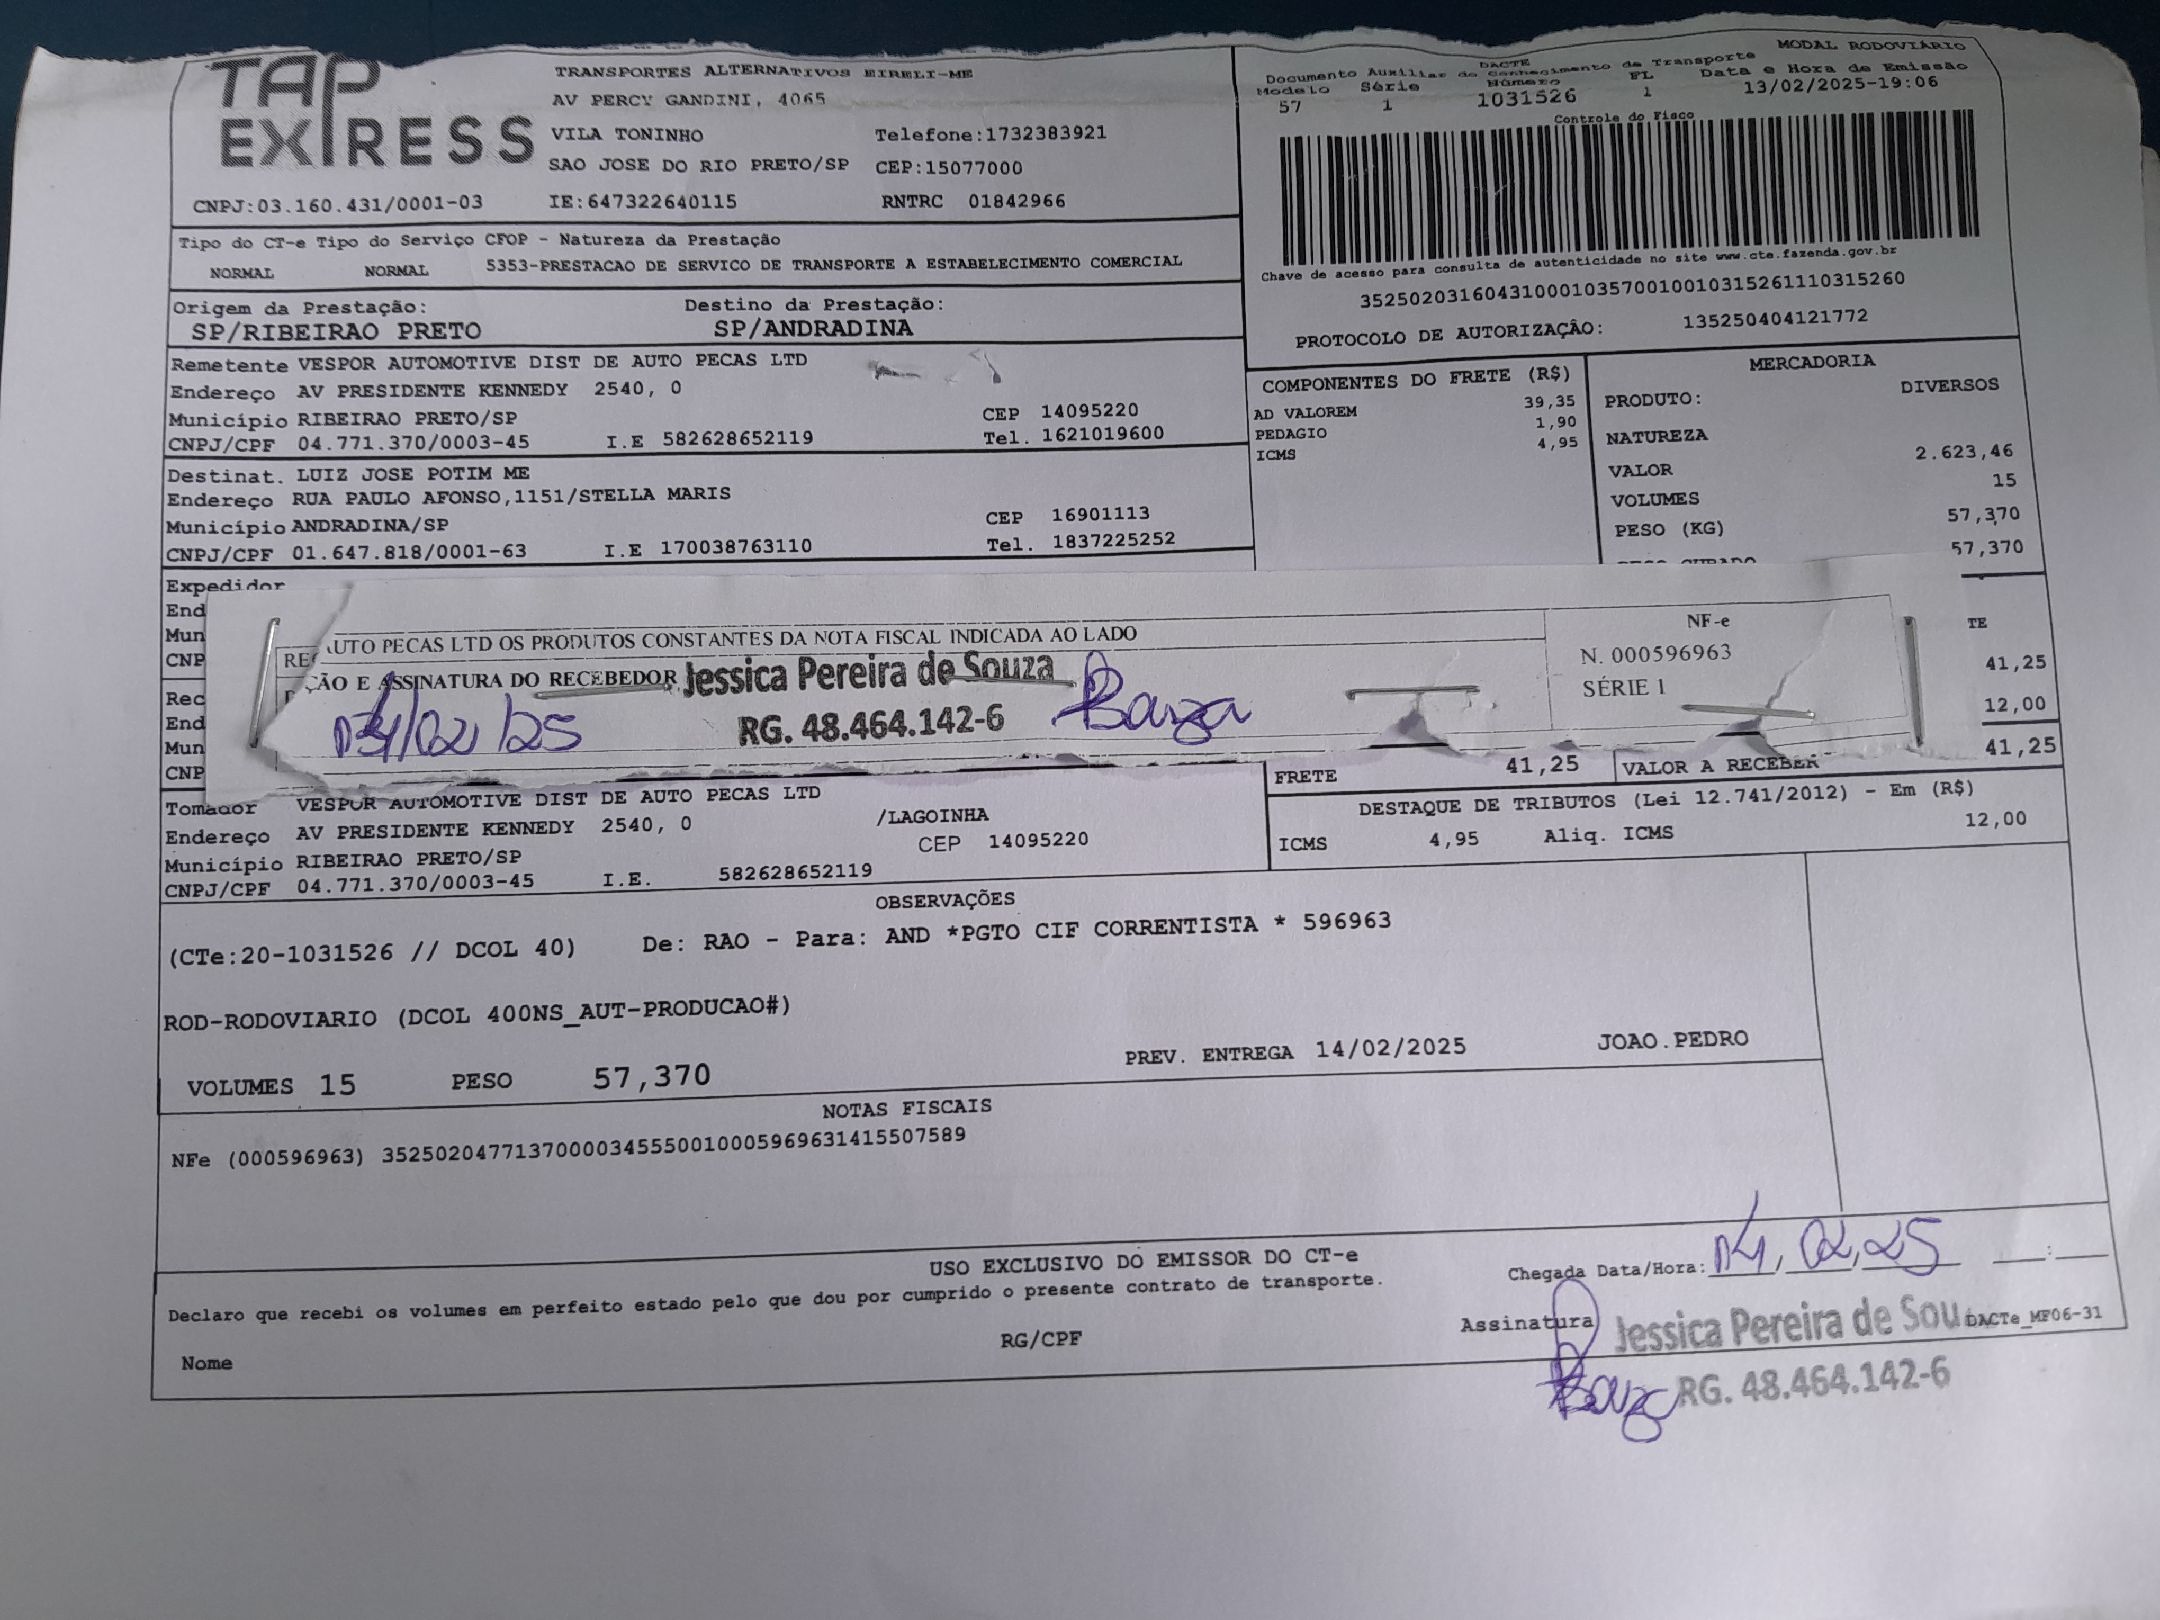 TAP EXPRESS
TRANSPORTES ALTERNATIVOS EIRELI-ME
AV PERCY GANDINI, 4065
VILA TONINHO Telefone:1732383921
SAO JOSE DO RIO PRETO/SP CEP:15077000
CNPJ:03.160.431/0001-03 IE:647322640115 RNTRC 01842966
MODAL RODOVIÁRIO
DACTE
Documento Auxiliar do Conhecimento de Transporte
Modelo Série Número FL Data e Hora de Emissão
57 1 1031526 1 13/02/2025-19:06
Controle do Fisco
Chave de acesso para consulta de autenticidade no site www.cte.fazenda.gov.br
35250203160431000103570010010315261110315260
PROTOCOLO DE AUTORIZAÇÃO: 135250404121772
Tipo do CT-e Tipo do Serviço CFOP - Natureza da Prestação
NORMAL NORMAL 5353-PRESTACAO DE SERVICO DE TRANSPORTE A ESTABELECIMENTO COMERCIAL
Origem da Prestação: Destino da Prestação:
SP/RIBEIRAO PRETO SP/ANDRADINA
Remetente VESPOR AUTOMOTIVE DIST DE AUTO PECAS LTD
Endereço AV PRESIDENTE KENNEDY 2540, 0
Município RIBEIRAO PRETO/SP CEP 14095220
CNPJ/CPF 04.771.370/0003-45 I.E 582628652119 Tel. 1621019600
Destinat. LUIZ JOSE POTIM ME
Endereço RUA PAULO AFONSO,1151/STELLA MARIS
Município ANDRADINA/SP CEP 16901113
CNPJ/CPF 01.647.818/0001-63 I.E 170038763110 Tel. 1837225252
COMPONENTES DO FRETE (R$)
AD VALOREM 39,35
PEDAGIO 1,90
ICMS 4,95
MERCADORIA
PRODUTO: DIVERSOS
NATUREZA
VALOR 2.623,46
VOLUMES 15
PESO (KG) 57,370
57,370
Expedidor
End
Mun
CNP
Rec
End
Mun
CNP
TE
41,25
12,00
41,25
AUTO PECAS LTD OS PRODUTOS CONSTANTES DA NOTA FISCAL INDICADA AO LADO
ÇÃO E ASSINATURA DO RECEBEDOR
Jessica Pereira de Souza
RG. 48.464.142-6
14/02/25
NF-e
N. 000596963
SÉRIE 1
FRETE 41,25 VALOR A RECEBER
Tomador VESPOR AUTOMOTIVE DIST DE AUTO PECAS LTD
Endereço AV PRESIDENTE KENNEDY 2540, 0 /LAGOINHA
Município RIBEIRAO PRETO/SP CEP 14095220
CNPJ/CPF 04.771.370/0003-45 I.E. 582628652119
DESTAQUE DE TRIBUTOS (Lei 12.741/2012) - Em (R$)
ICMS 4,95 Aliq. ICMS 12,00
OBSERVAÇÕES
(CTe:20-1031526 // DCOL 40) De: RAO - Para: AND *PGTO CIF CORRENTISTA * 596963
ROD-RODOVIARIO (DCOL 400NS_AUT-PRODUCAO#)
VOLUMES 15 PESO 57,370 PREV. ENTREGA 14/02/2025 JOAO.PEDRO
NOTAS FISCAIS
NFe (000596963) 35250204771370000345550010005969631415507589
USO EXCLUSIVO DO EMISSOR DO CT-e
Declaro que recebi os volumes em perfeito estado pelo que dou por cumprido o presente contrato de transporte.
Nome RG/CPF
Chegada Data/Hora: 14, 02, 25 :
Assinatura
Jessica Pereira de Sou
DACTe_MF06-31
RG. 48.464.142-6